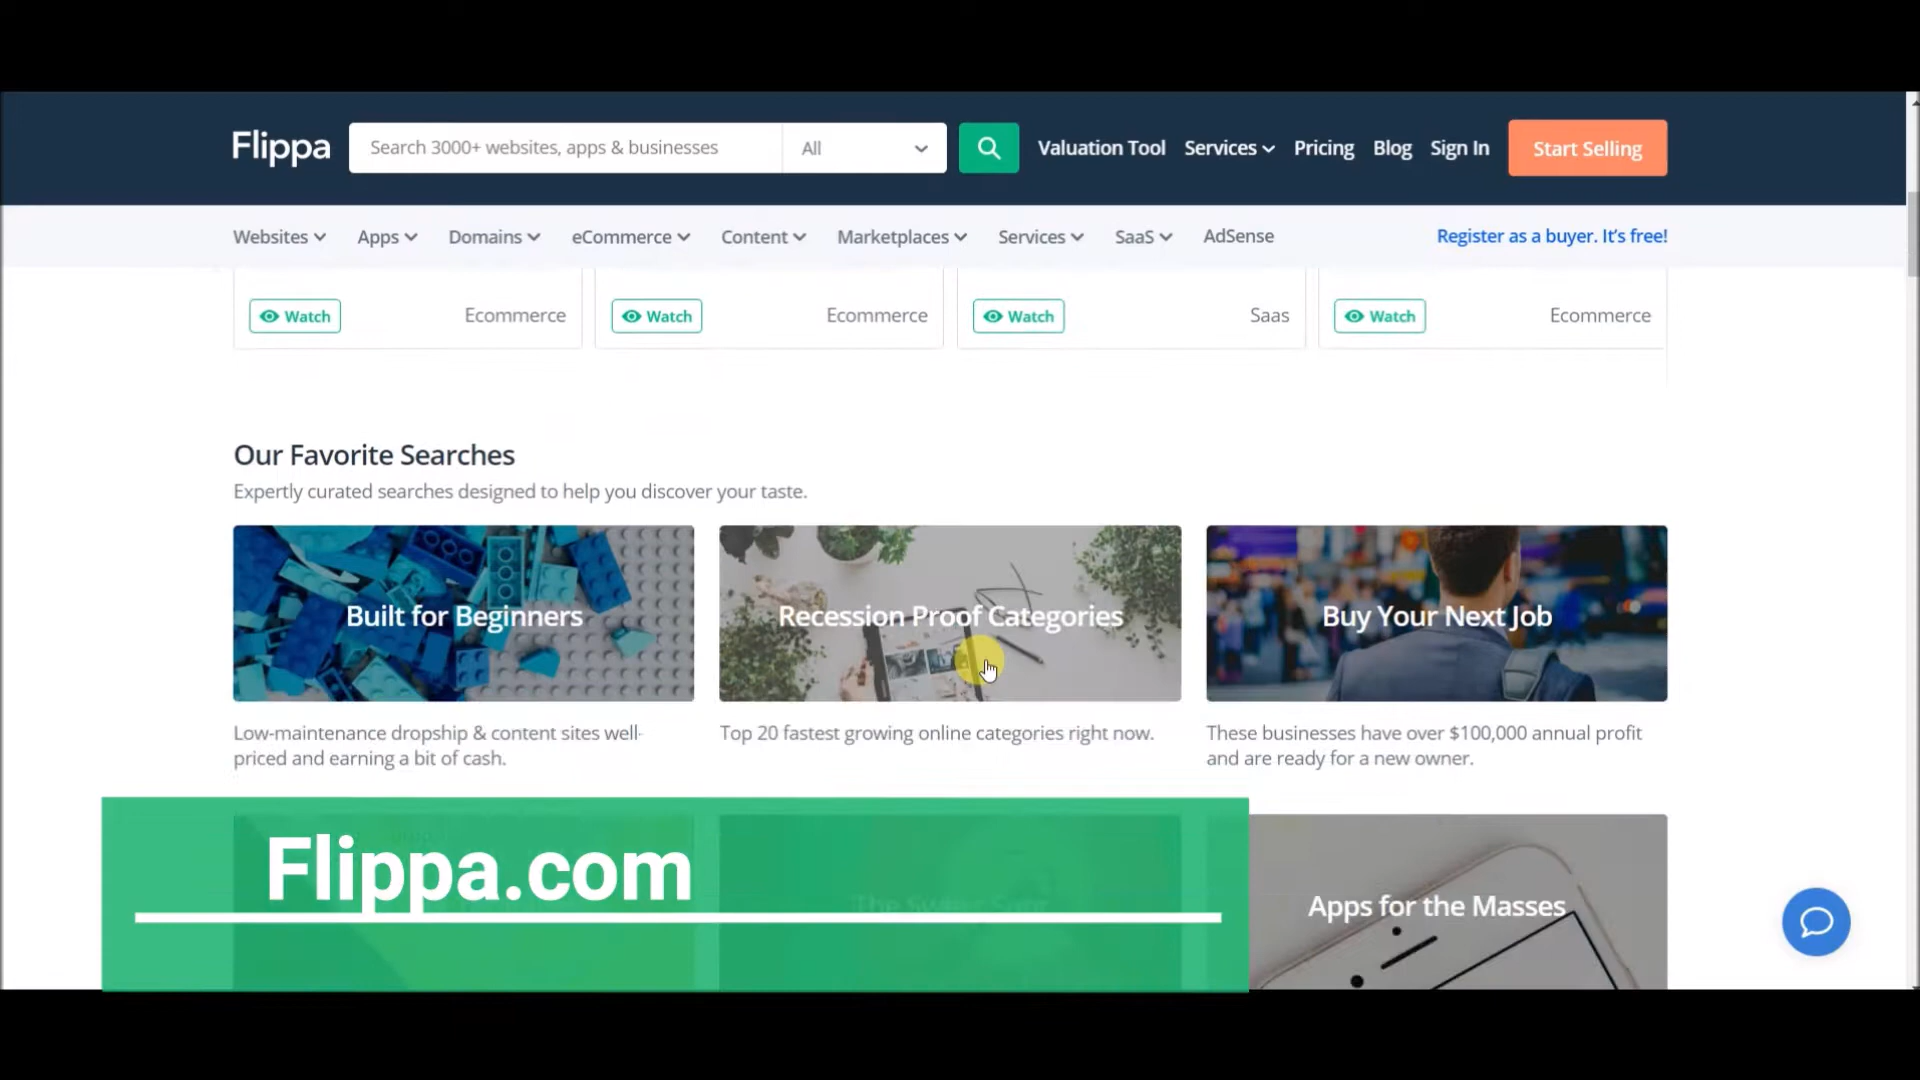 Flippa
Search 3000+ websites, apps & businesses
All
Valuation Tool
Services
Pricing
Blog
Sign In
Start Selling
Websites
Apps
Domains
eCommerce
Content
Marketplaces
Services
SaaS
AdSense
Register as a buyer. It's free!
Watch
Ecommerce
Watch
Ecommerce
Watch
Saas
Watch
Ecommerce
Our Favorite Searches
Expertly curated searches designed to help you discover your taste.
Built for Beginners
Recession Proof Categories
Buy Your Next Job
Low-maintenance dropship & content sites well-
priced and earning a bit of cash.
Top 20 fastest growing online categories right now.
These businesses have over $100,000 annual profit
and are ready for a new owner.
Flippa.com
Apps for the Masses